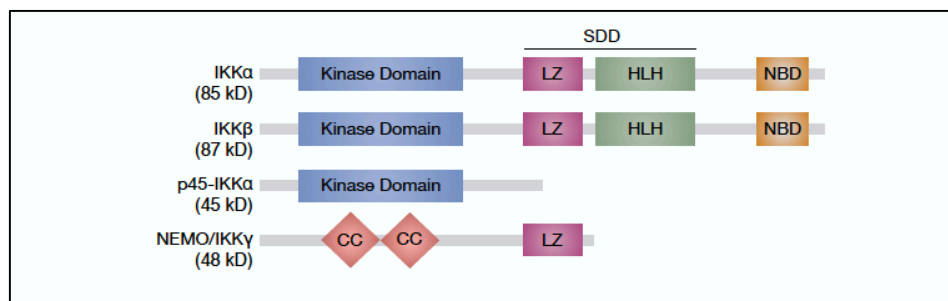 SDD
IKKα Kinase Domain LZ HLH NBD
(85 kD)
IKKβ Kinase Domain LZ HLH NBD
(87 kD)
p45-IKKα Kinase Domain
(45 kD)
NEMO/IKKγ CC CC LZ
(48 kD)